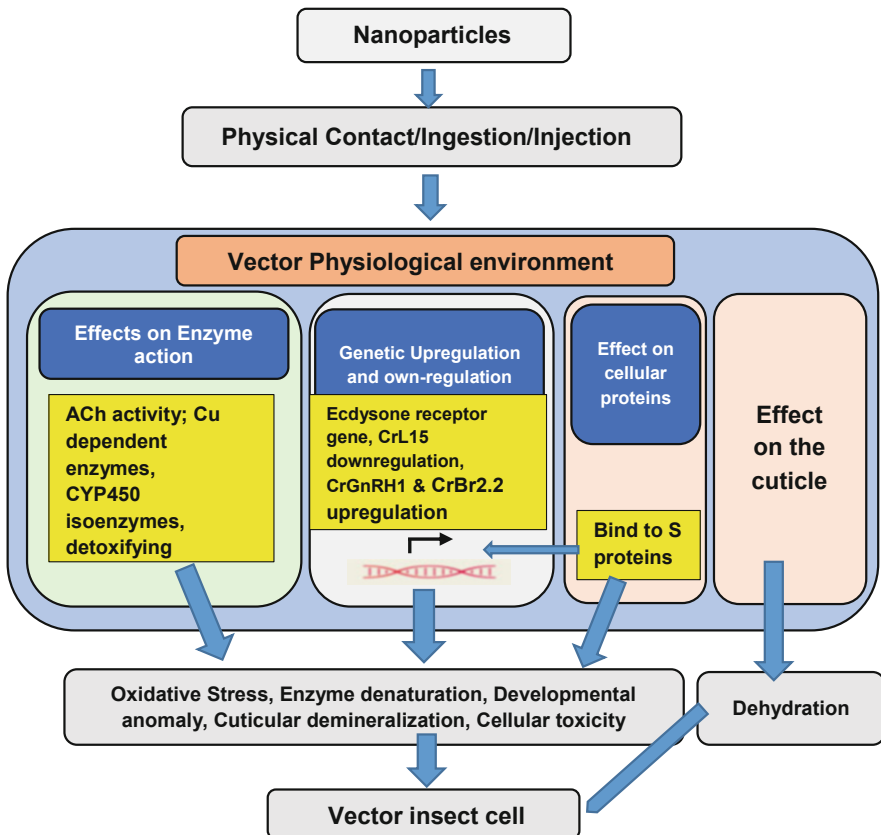 Nanoparticles
Physical Contact/Ingestion/Injection
Vector Physiological environment
Effects on Enzyme
action
ACh activity; Cu
dependent
enzymes,
CYP450
isoenzymes,
detoxifying
Genetic Upregulation
and own-regulation
Ecdysone receptor
gene, CrL15
downregulation,
CrGnRH1 & CrBr2.2
upregulation
Effect on
cellular
proteins
Bind to S
proteins
Effect
on the
cuticle
Oxidative Stress, Enzyme denaturation, Developmental
anomaly, Cuticular demineralization, Cellular toxicity
Dehydration
Vector insect cell